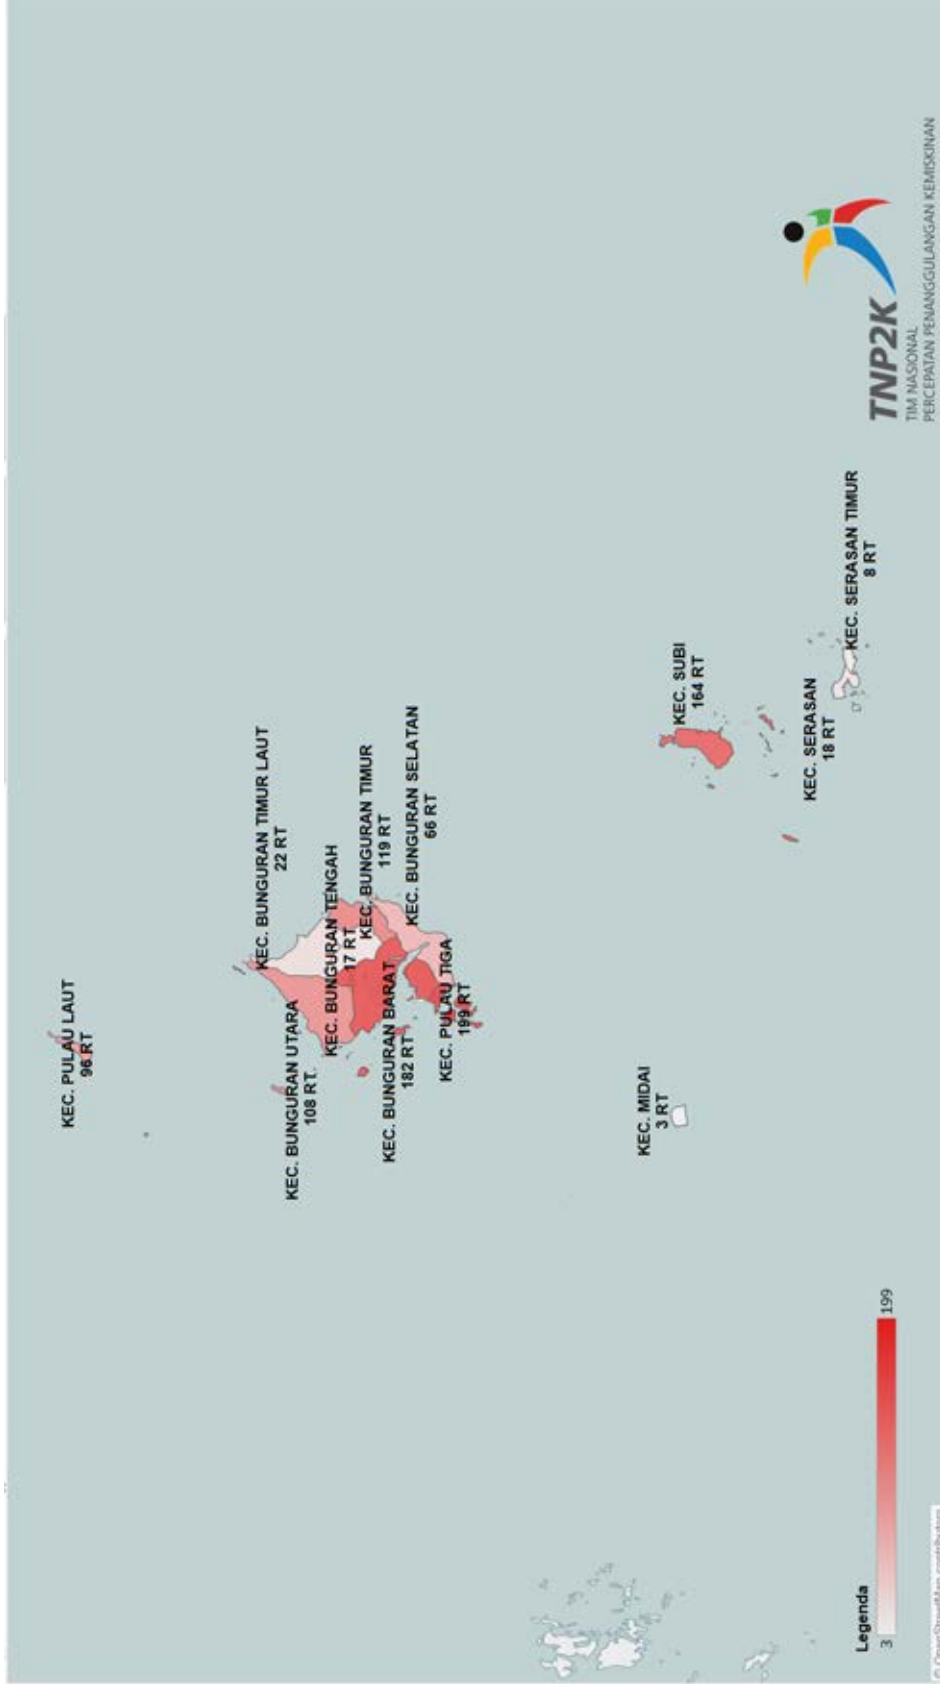 KEC. PULAU LAUT
96 RT
KEC. BUNGURAN TIMUR LAUT
22 RT
KEC. BUNGURAN UTARA
108 RT
KEC. BUNGURAN TENGAH
17 RT
KEC. BUNGURAN TIMUR
119 RT
KEC. BUNGURAN BARAT
182 RT
KEC. BUNGURAN SELATAN
66 RT
KEC. PULAU TIGA
199 RT
KEC. MIDAI
3 RT
KEC. SUBI
164 RT
KEC. SERASAN
18 RT
KEC. SERASAN TIMUR
8 RT
Legenda
3
199
© OpenStreetMap contributors
TNP2K
TIM NASIONAL
PERCEPATAN PENANGGULANGAN KEMISKINAN